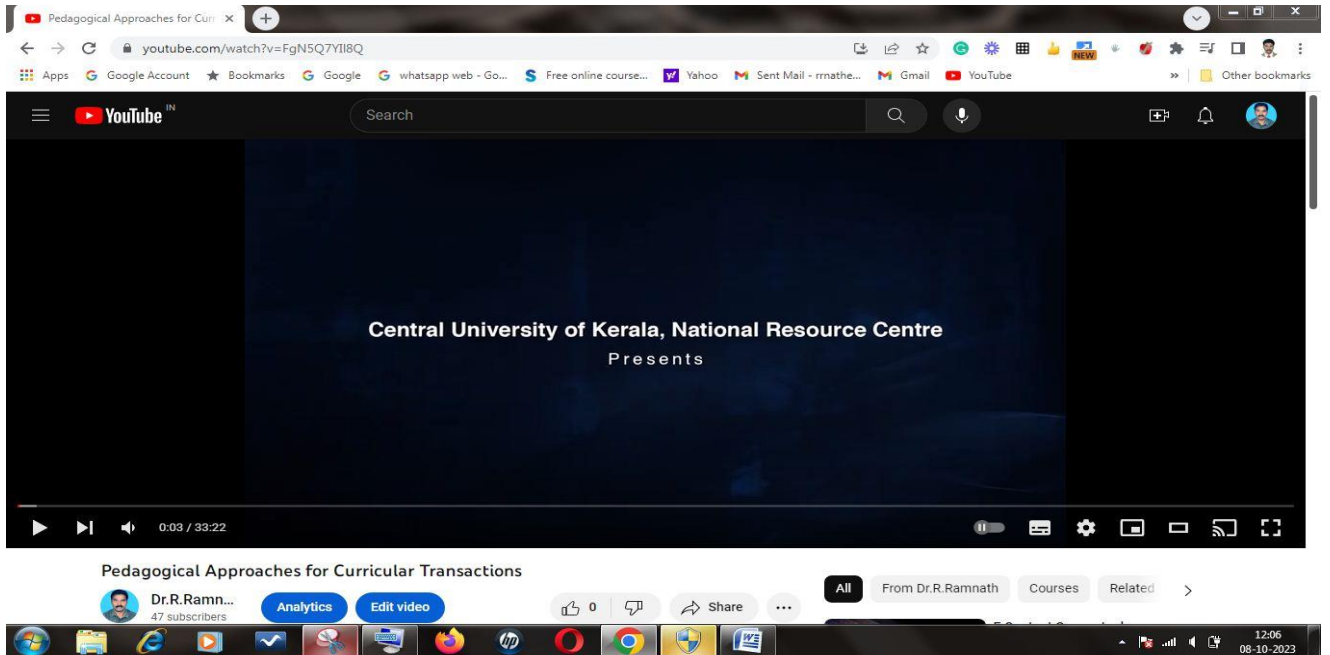 Pedagogical Approaches for Curr
youtube.com/watch?v=FgN5Q7YII8Q
NEW
Apps Google Account Bookmarks Google whatsapp web - Go... Free online course... Yahoo Sent Mail - rrnathe... Gmail YouTube » Other bookmarks
YouTube IN Search
Central University of Kerala, National Resource Centre
Presents
0:03 / 33:22
Pedagogical Approaches for Curricular Transactions
Dr.R.Ramn...
47 subscribers
Analytics Edit video 0 Share ...
All From Dr.R.Ramnath Courses Related
12:06
08-10-2023